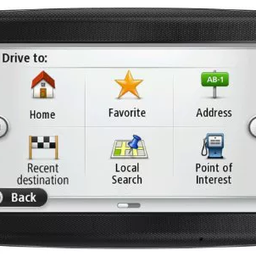 Drive to:
AB-1
Home
Favorite
Address
Recent
destination
Local
Search
Point of
Interest
Back